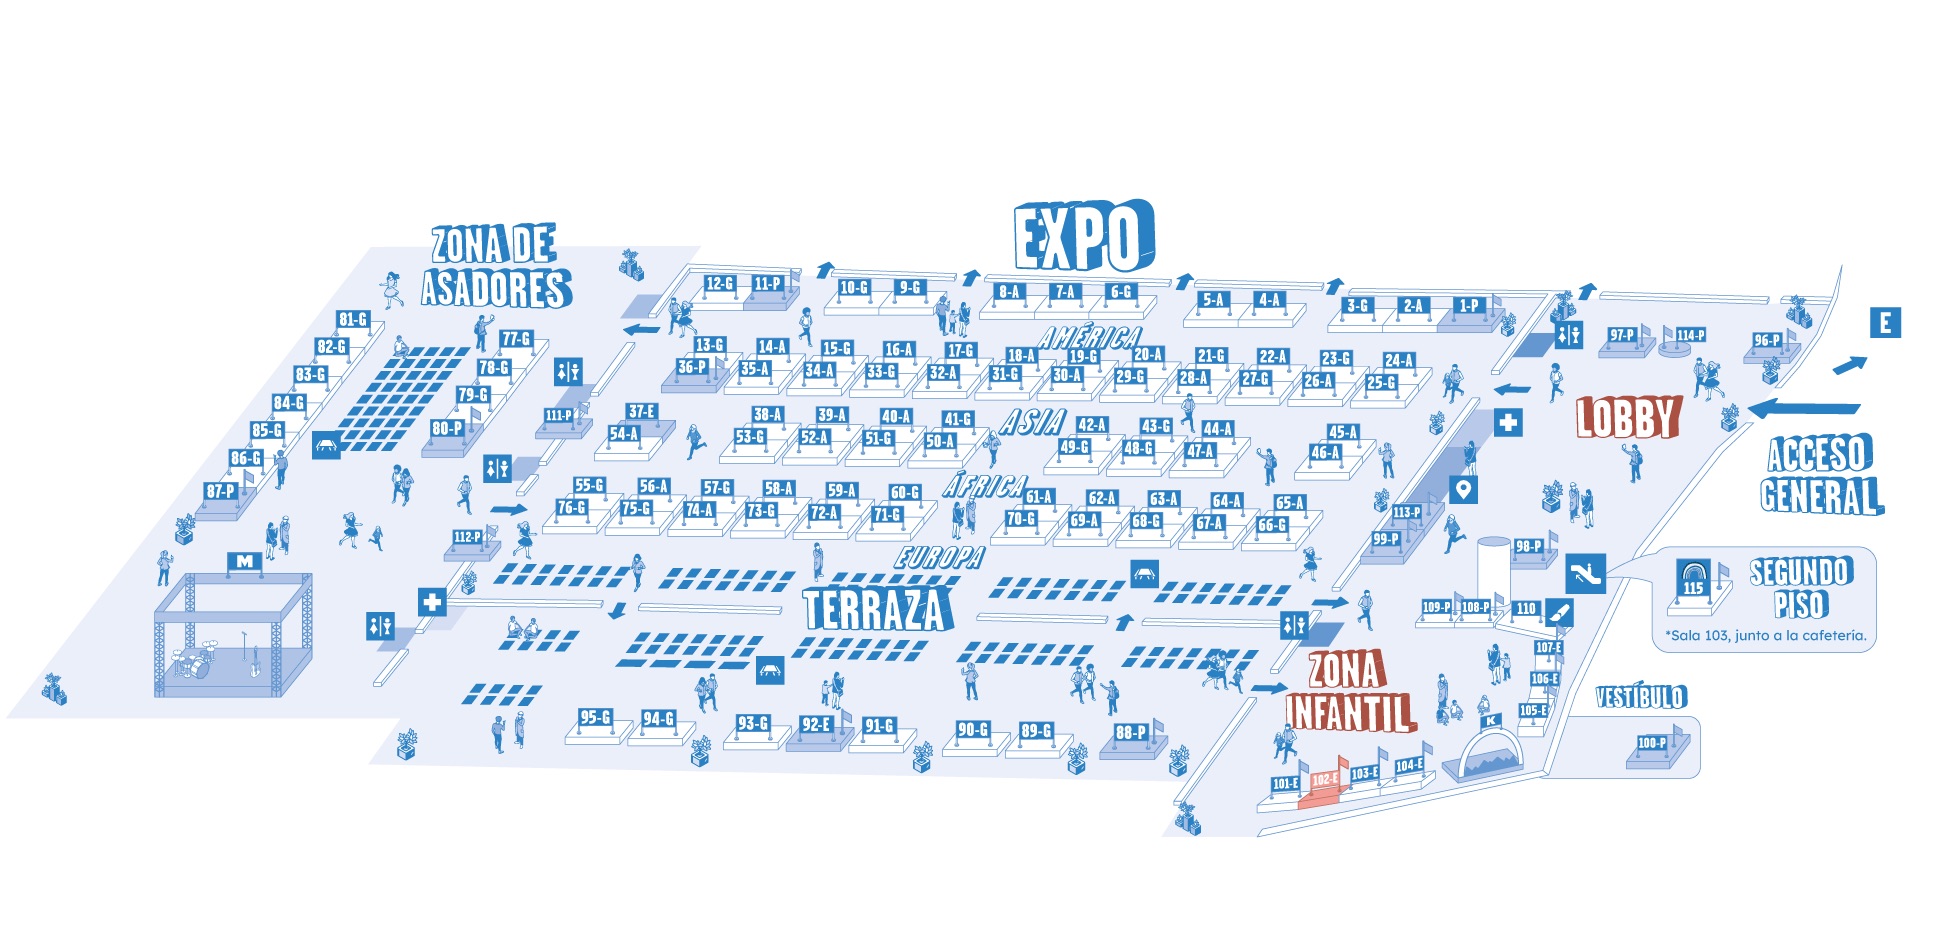 EXPO
ZONA DE
ASADORES
12-G
11-P
10-G
9-G
8-A
7-A
6-G
5-A
4-A
3-G
2-A
1-P
E
81-G
82-G
83-G
84-G
85-G
86-G
87-P
77-G
78-G
79-G
80-P
111-P
112-P
AMÉRICA
13-G
14-A
15-G
16-A
17-G
18-A
19-G
20-A
21-G
22-A
23-G
24-A
36-P
35-A
34-A
33-G
32-A
31-G
30-A
29-G
28-A
27-G
26-A
25-G
97-P
114-P
96-P
LOBBY
ACCESO
GENERAL
ASIA
37-E
38-A
39-A
40-A
41-G
42-A
43-G
44-A
45-A
54-A
53-G
52-A
51-G
50-A
49-G
48-G
47-A
46-A
ÁFRICA
55-G
56-A
57-G
58-A
59-A
60-G
61-A
62-A
63-A
64-A
65-A
76-G
75-G
74-A
73-G
72-A
71-G
70-G
69-A
68-G
67-A
66-G
113-P
99-P
98-P
EUROPA
M
TERRAZA
109-P
108-P
110
107-E
106-E
105-E
115
SEGUNDO
PISO
*Sala 103, junto a la cafetería.
ZONA
INFANTIL
VESTÍBULO
100-P
K
95-G
94-G
93-G
92-E
91-G
90-G
89-G
88-P
101-E
102-E
103-E
104-E